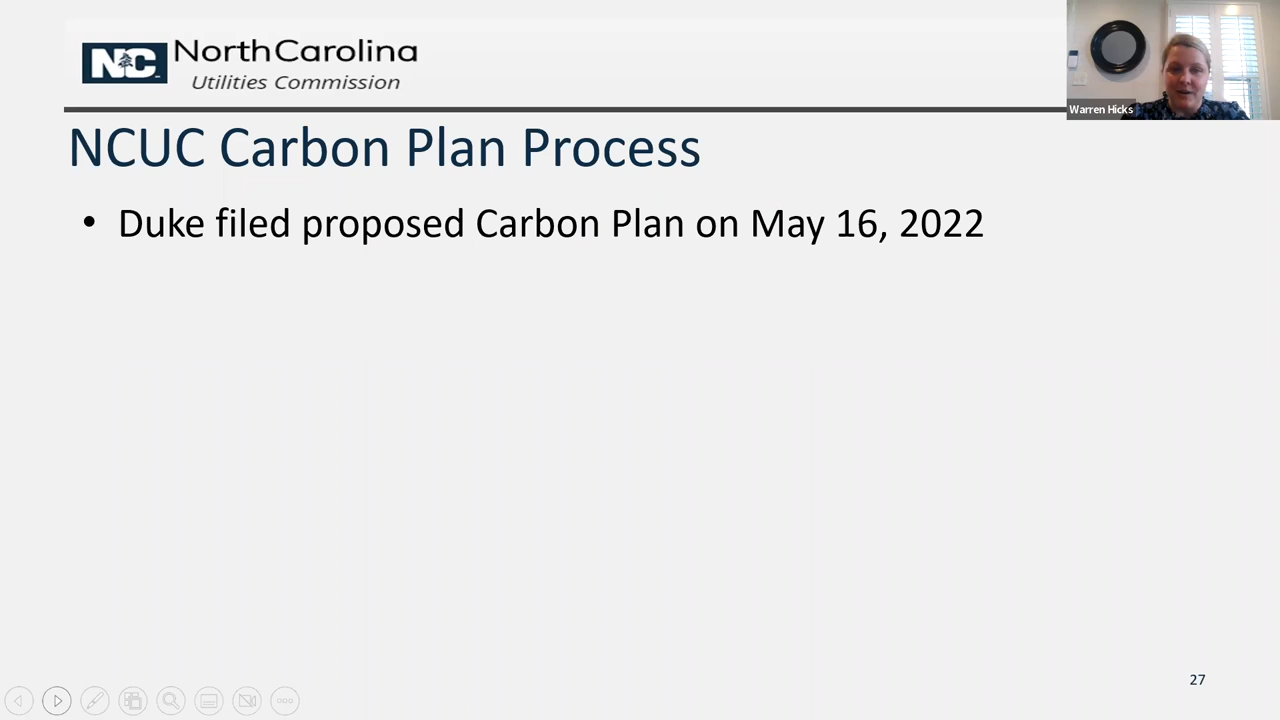 NC
NorthCarolina
Utilities Commission
Warren Hicks
NCUC Carbon Plan Process
• Duke filed proposed Carbon Plan on May 16, 2022
27